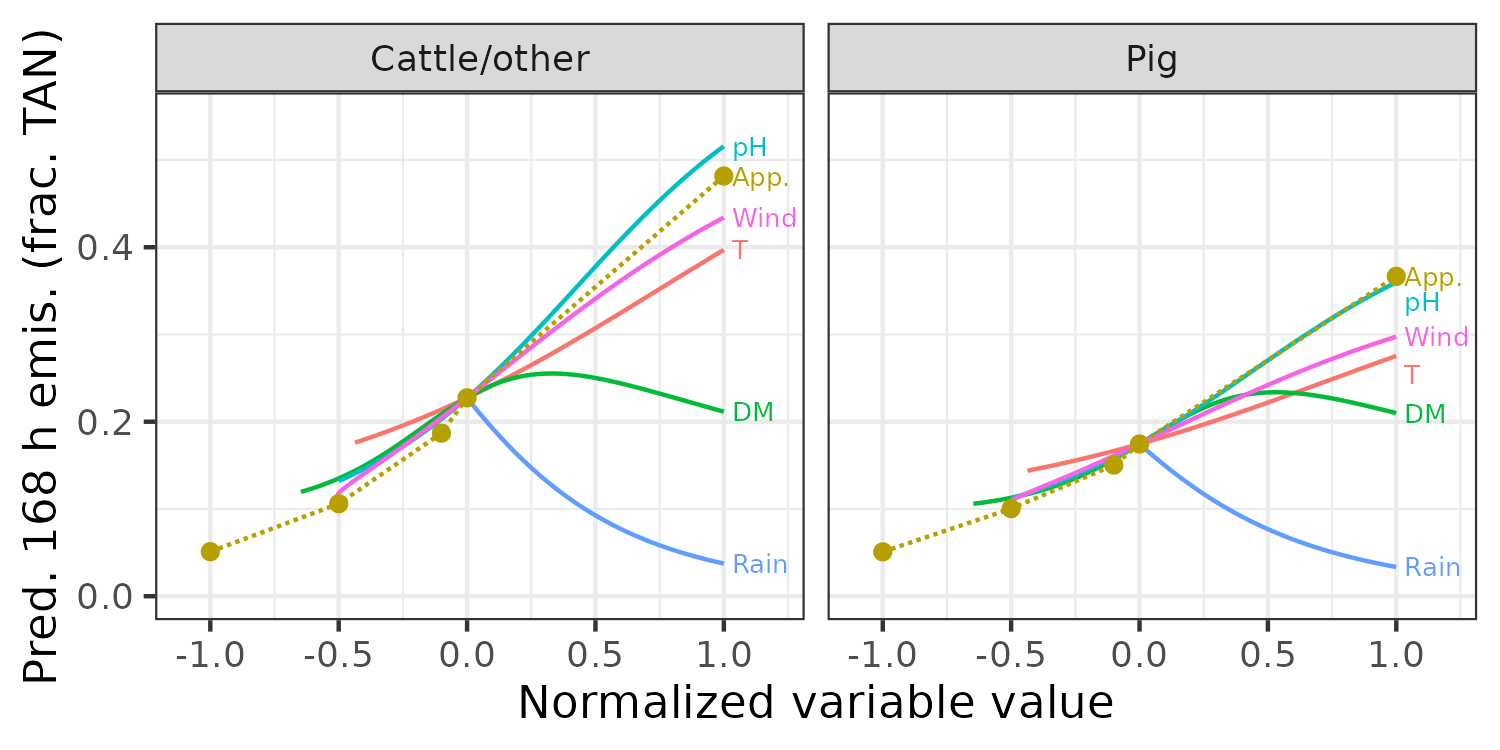 Cattle/other
Pig
Pred. 168 h emis. (frac. TAN)
0.4
0.2
0.0
pH
App.
Wind
T
DM
Rain
App.
pH
Wind
T
DM
Rain
-1.0 -0.5 0.0 0.5 1.0
-1.0 -0.5 0.0 0.5 1.0
Normalized variable value